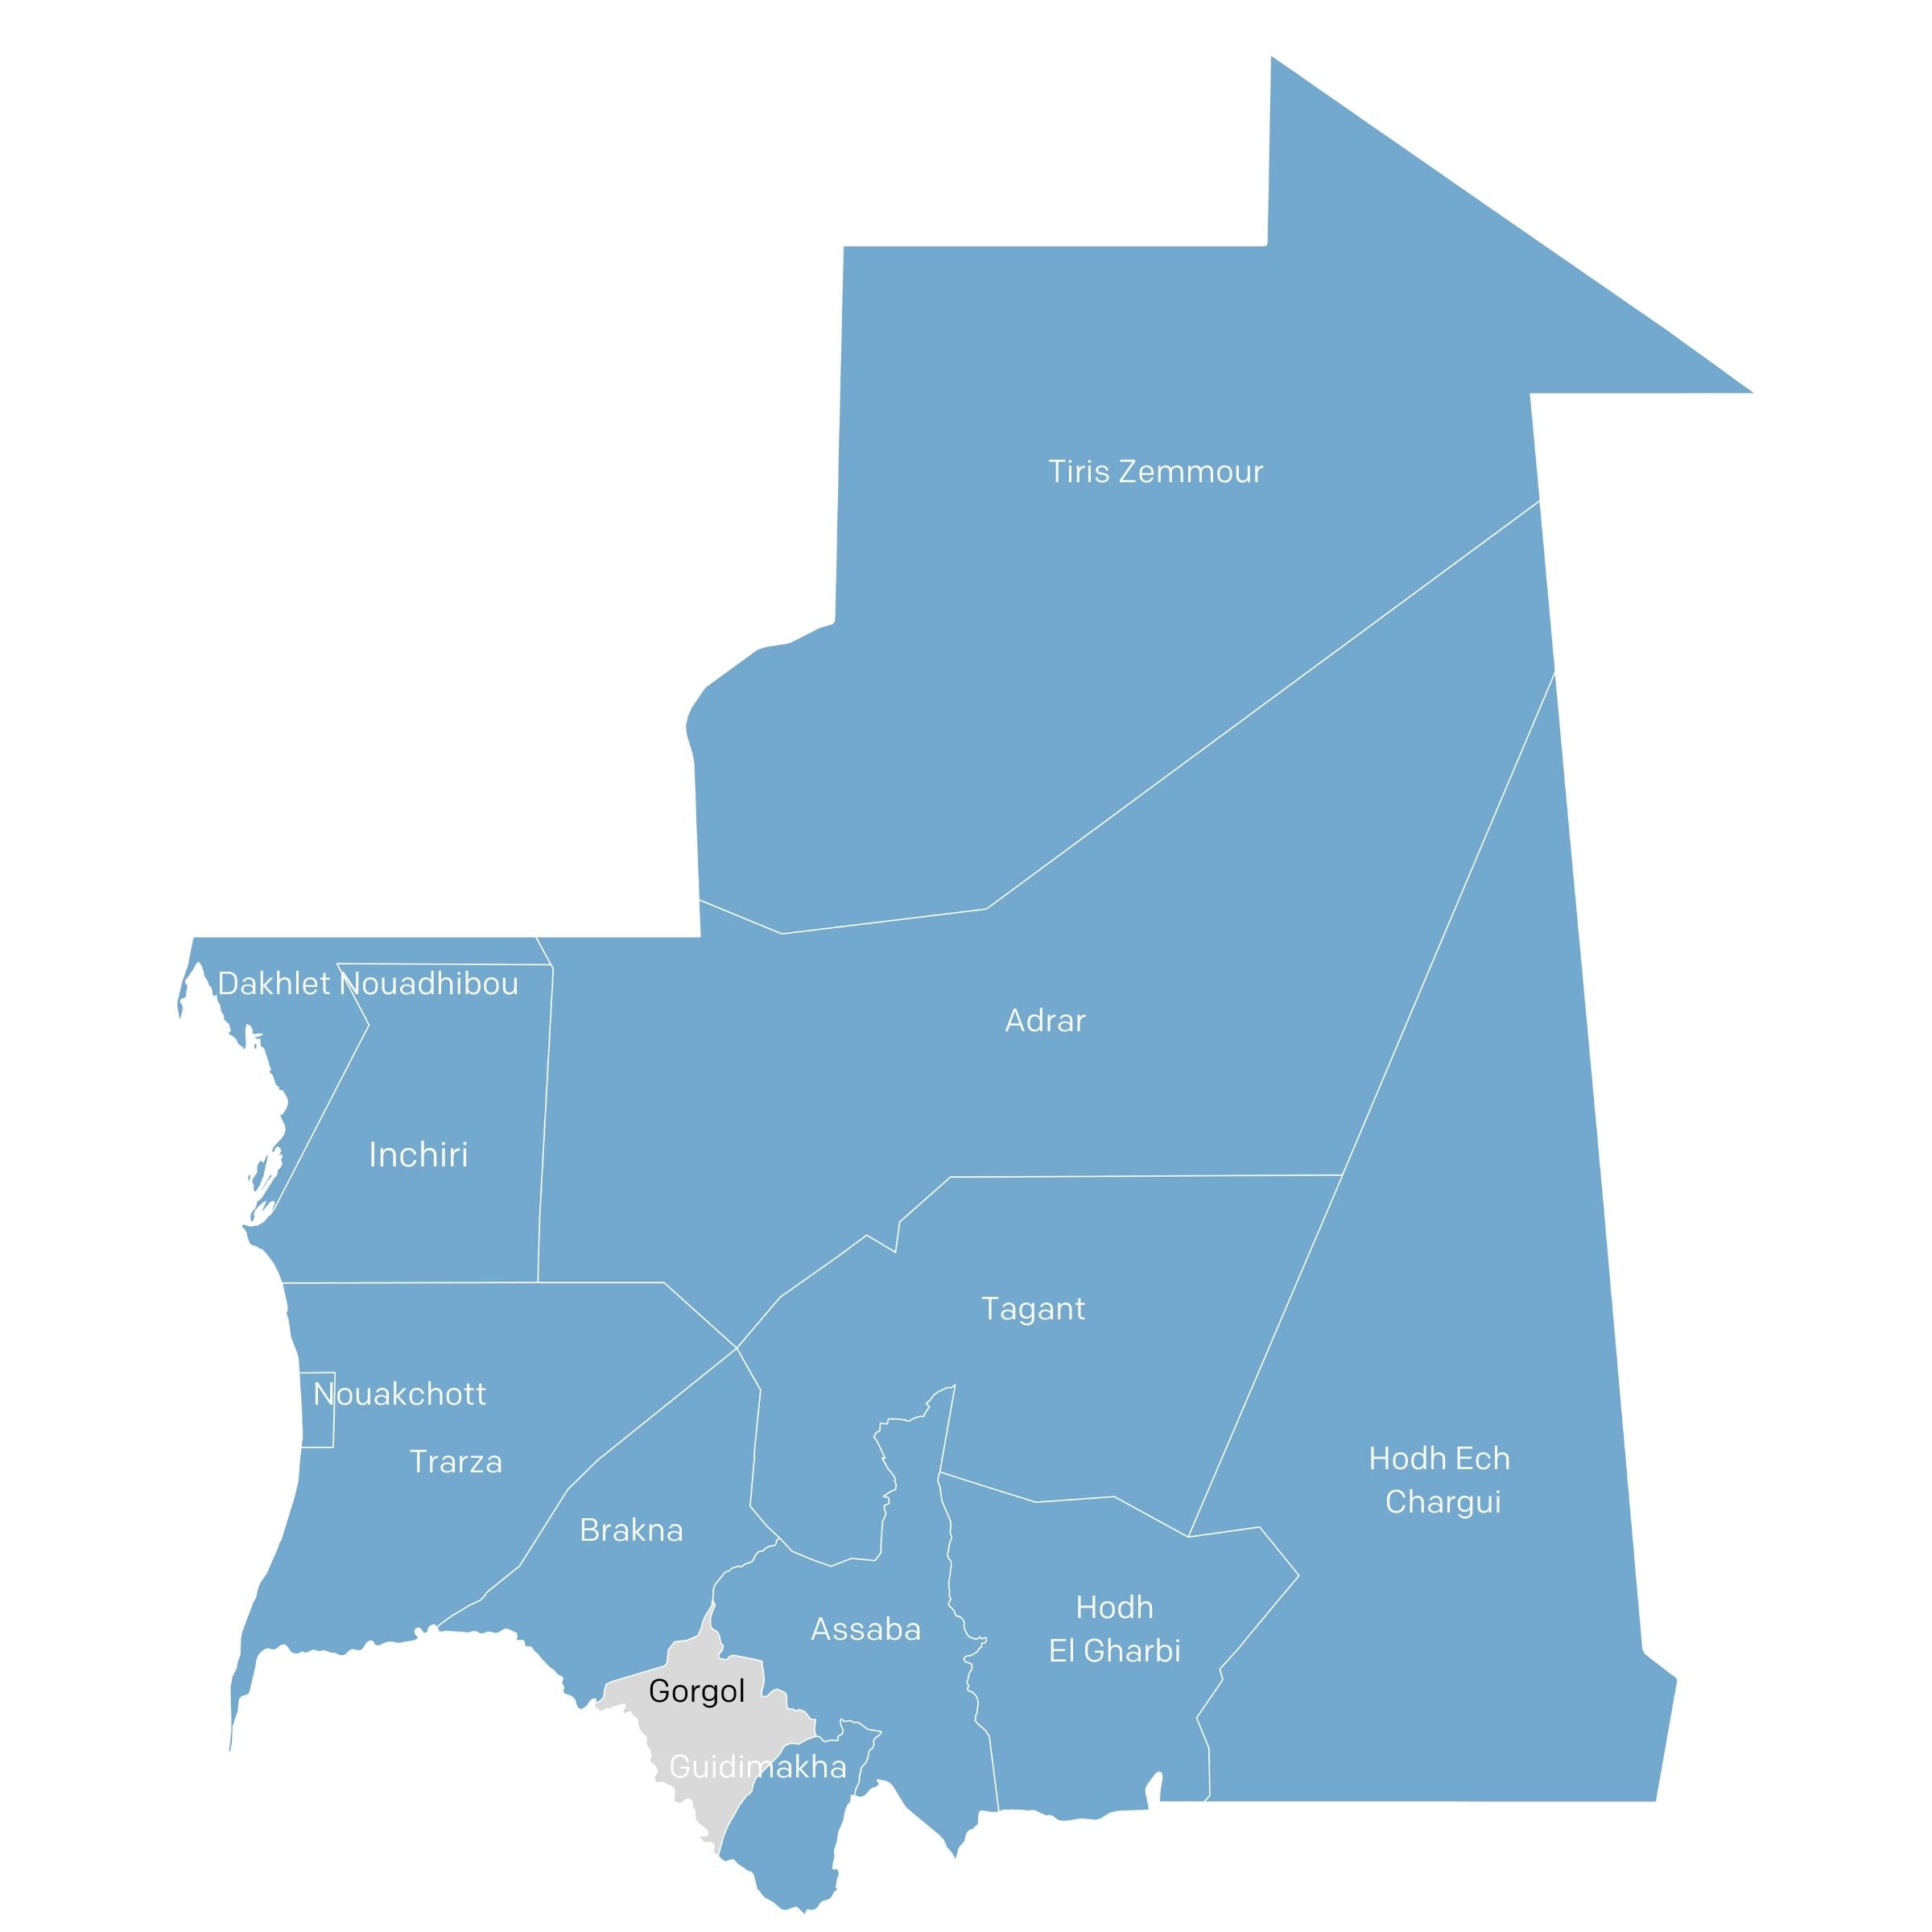 Tiris Zemmour
Dakhlet Nouadhibou
Adrar
Inchiri
Tagant
Nouakchott
Trarza
Hodh Ech
Chargui
Brakna
Hodh
El Gharbi
Assaba
Gorgol
Guidimakha